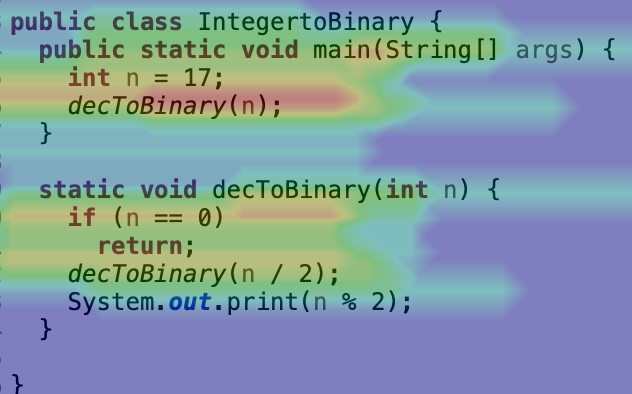 public class IntegertoBinary {
  public static void main(String[] args) {
    int n = 17;
    decToBinary(n);
  }
  static void decToBinary(int n) {
    if (n == 0)
      return;
    decToBinary(n / 2);
    System.out.print(n % 2);
  }
}